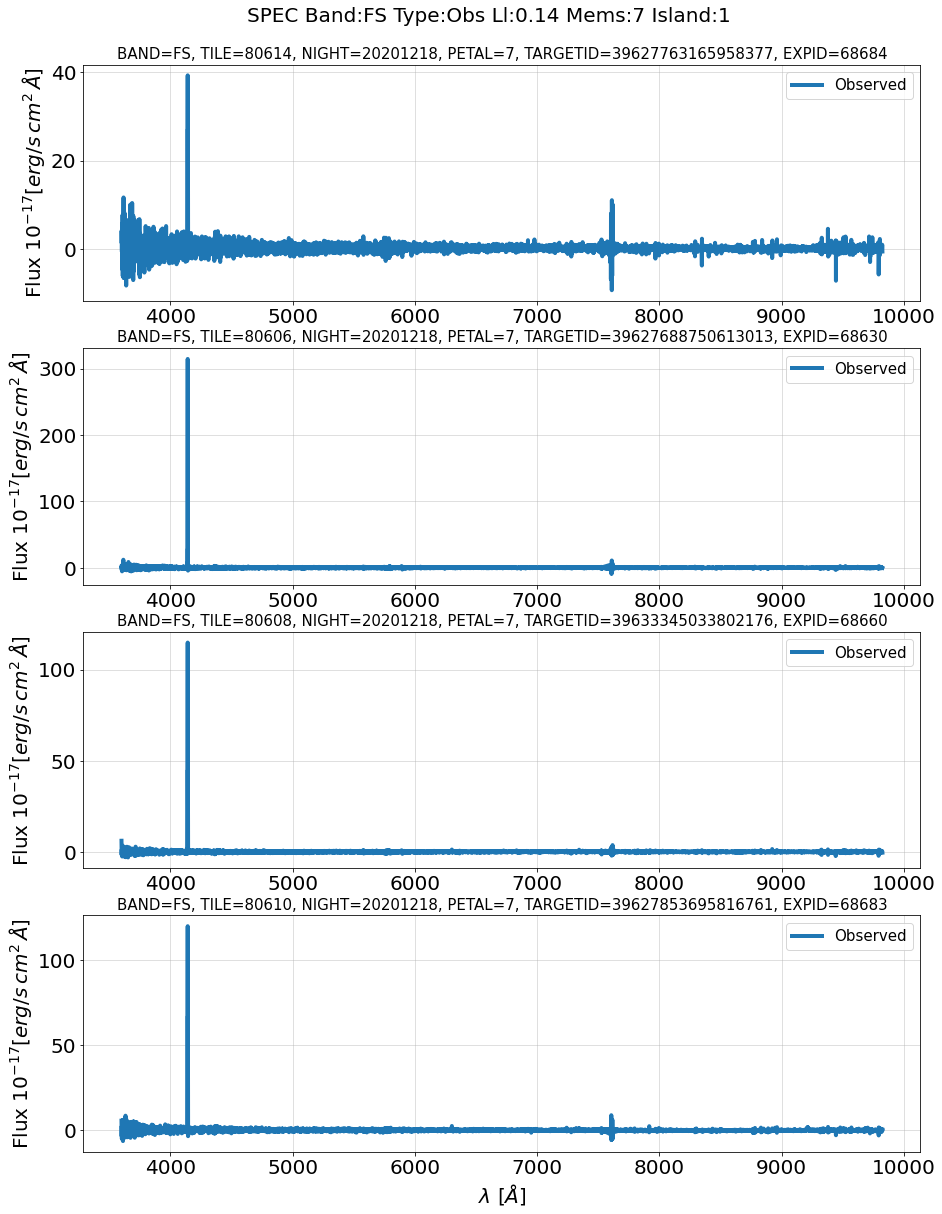 SPEC Band:FS Type:Obs Ll:0.14 Mems:7 Island:1
BAND=FS, TILE=80614, NIGHT=20201218, PETAL=7, TARGETID=39627763165958377, EXPID=68684
Flux 10^{-17}[erg/s cm^2 Å]
40
20
0
Observed
4000 5000 6000 7000 8000 9000 10000
BAND=FS, TILE=80606, NIGHT=20201218, PETAL=7, TARGETID=39627688750613013, EXPID=68630
Flux 10^{-17}[erg/s cm^2 Å]
300
200
100
0
Observed
4000 5000 6000 7000 8000 9000 10000
BAND=FS, TILE=80608, NIGHT=20201218, PETAL=7, TARGETID=39633345033802176, EXPID=68660
Flux 10^{-17}[erg/s cm^2 Å]
100
50
0
Observed
4000 5000 6000 7000 8000 9000 10000
BAND=FS, TILE=80610, NIGHT=20201218, PETAL=7, TARGETID=39627853695816761, EXPID=68683
Flux 10^{-17}[erg/s cm^2 Å]
100
50
0
Observed
4000 5000 6000 7000 8000 9000 10000
λ [Å]